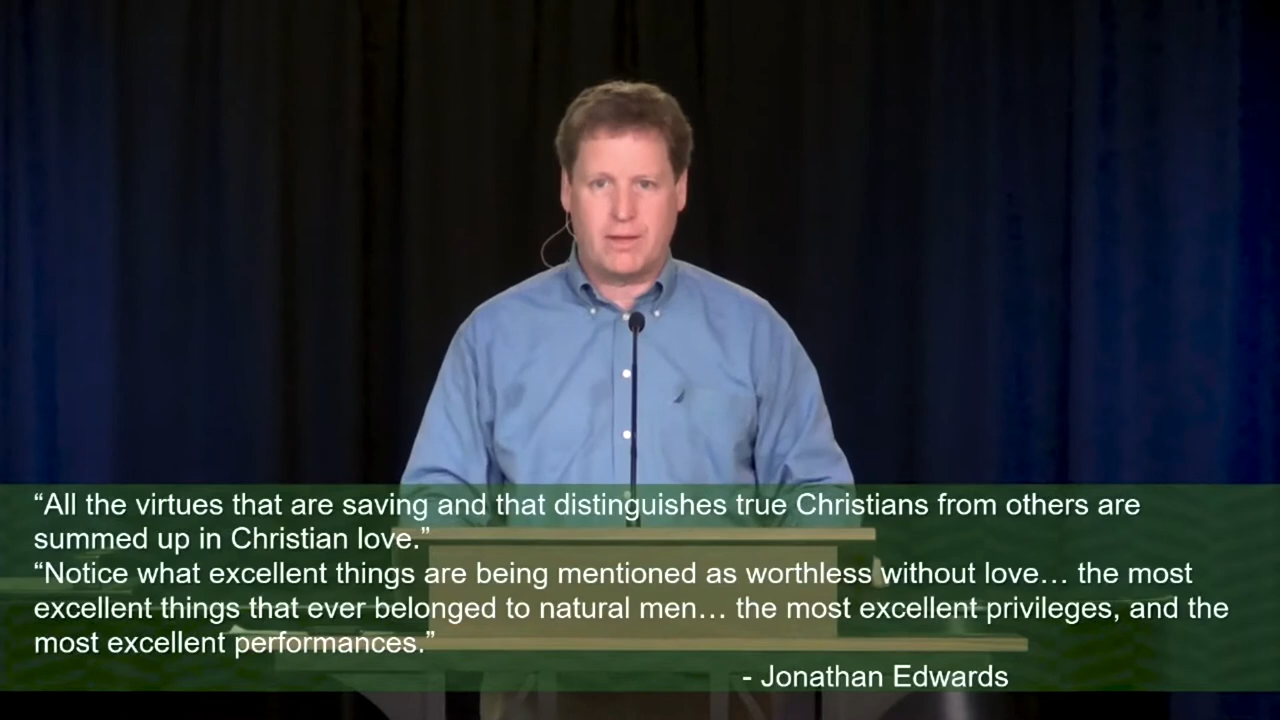 “All the virtues that are saving and that distinguishes true Christians from others are
summed up in Christian love.”
“Notice what excellent things are being mentioned as worthless without love… the most
excellent things that ever belonged to natural men… the most excellent privileges, and the
most excellent performances.”
- Jonathan Edwards